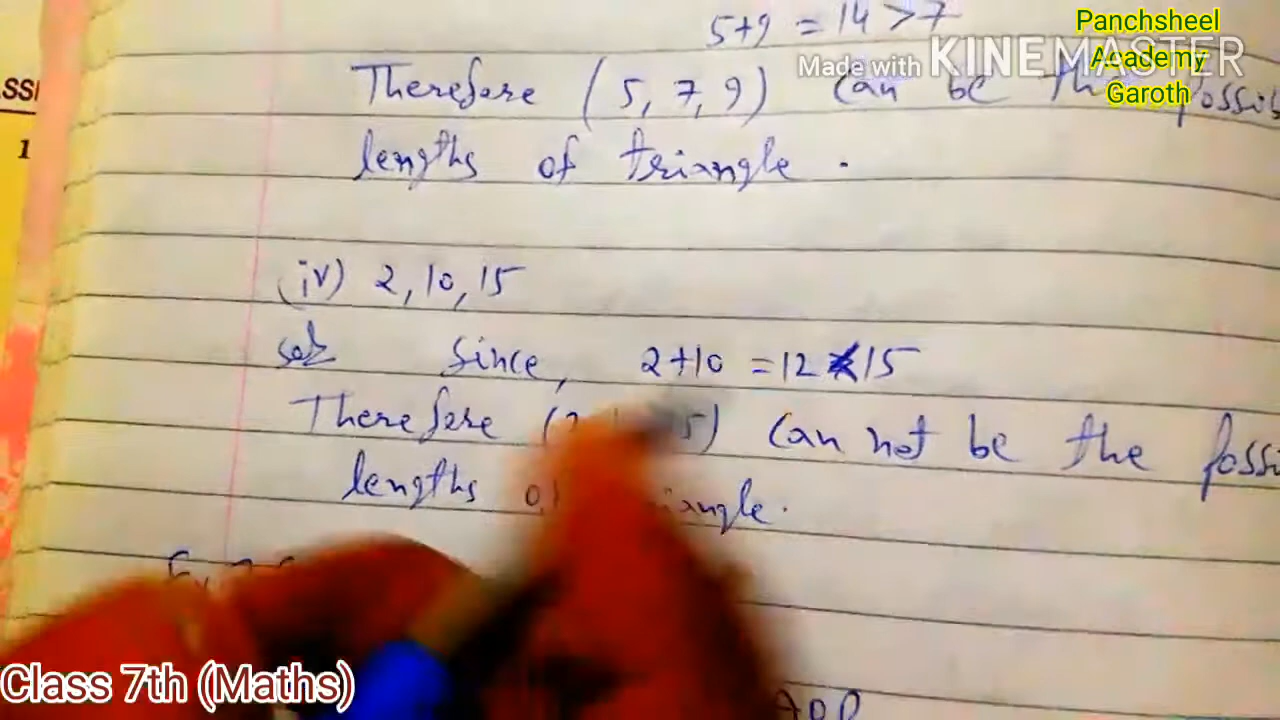 5+9 = 14 > 7
Panchsheel
Academy
Garoth
Made with KINEMASTER
Therefore (5, 7, 9) can be
lengths of triangle.
1
(iv) 2, 10, 15
Sol: Since, 2+10 = 12 < 15
Therefore can not be the
lengths
Class 7th (Maths)